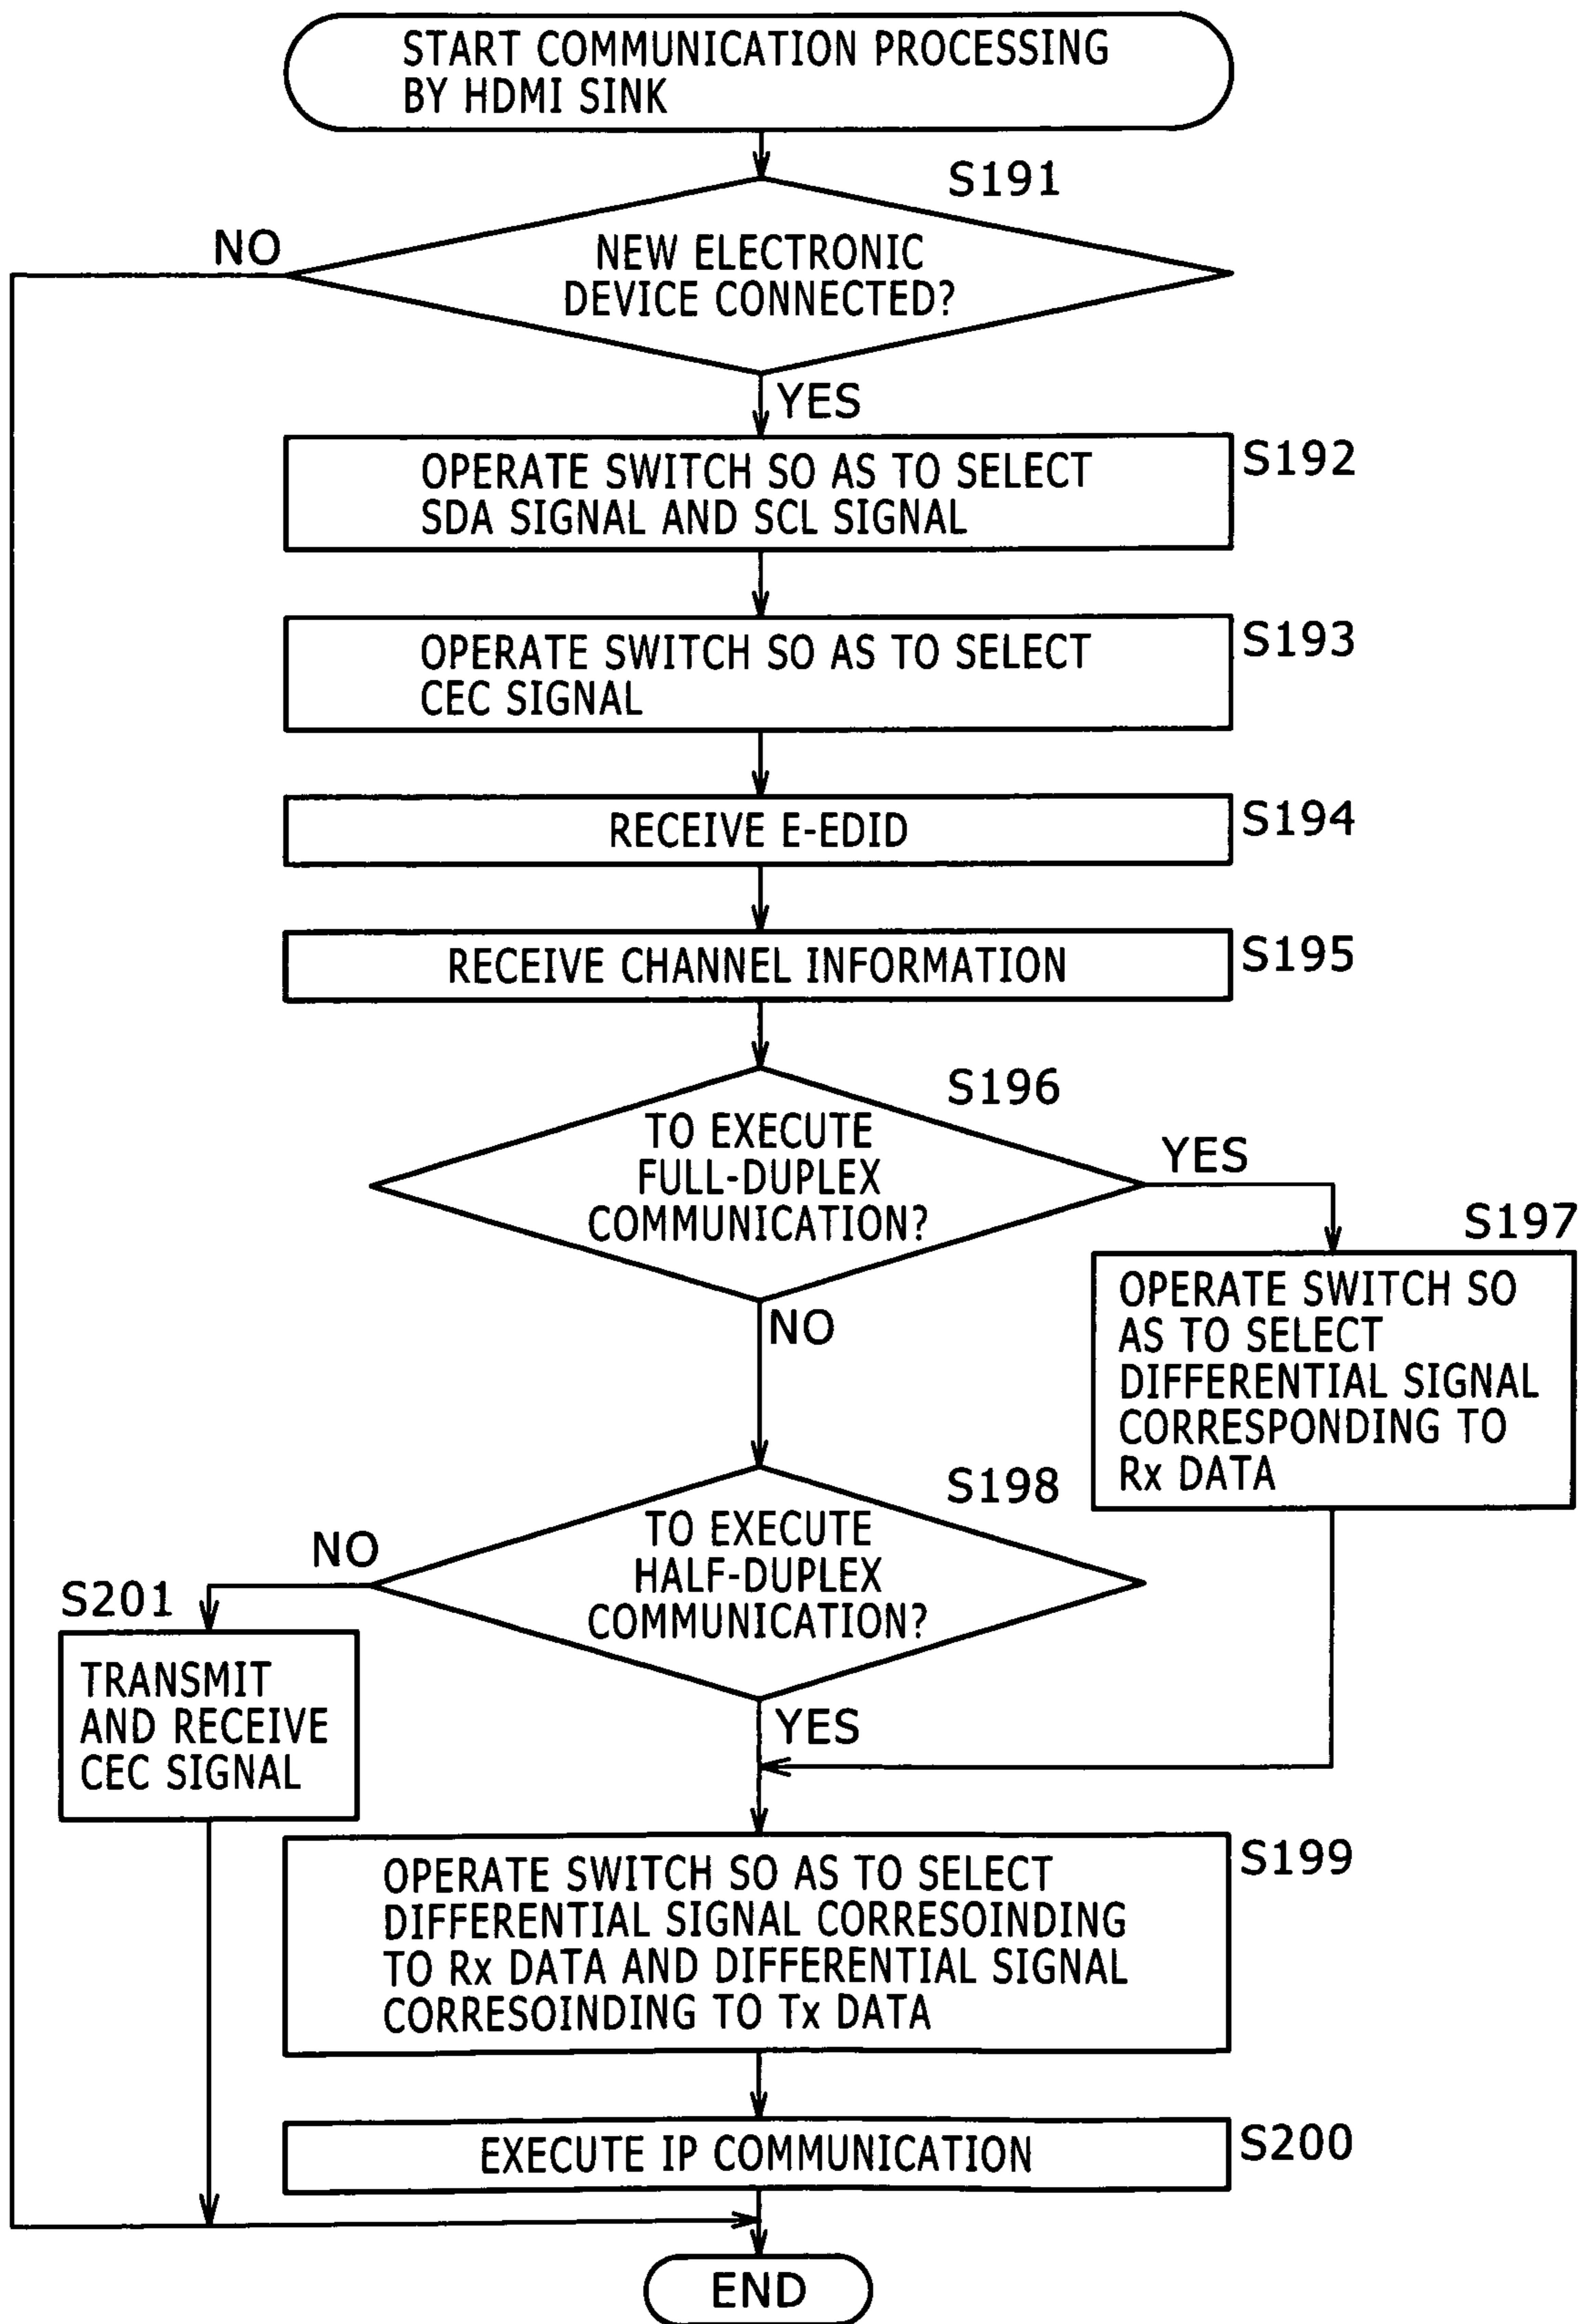 START COMMUNICATION PROCESSING
BY HDMI SINK
S191
NO
NEW ELECTRONIC
DEVICE CONNECTED?
YES
OPERATE SWITCH SO AS TO SELECT
SDA SIGNAL AND SCL SIGNAL
S192
OPERATE SWITCH SO AS TO SELECT
CEC SIGNAL
S193
RECEIVE E-EDID
S194
RECEIVE CHANNEL INFORMATION
S195
S196
TO EXECUTE
FULL-DUPLEX
COMMUNICATION?
YES
S197
OPERATE SWITCH SO
AS TO SELECT
DIFFERENTIAL SIGNAL
CORRESPONDING TO
Rx DATA
NO
S198
TO EXECUTE
HALF-DUPLEX
COMMUNICATION?
NO
S201
TRANSMIT
AND RECEIVE
CEC SIGNAL
YES
OPERATE SWITCH SO AS TO SELECT
DIFFERENTIAL SIGNAL CORRESOINDING
TO Rx DATA AND DIFFERENTIAL SIGNAL
CORRESOINDING TO Tx DATA
S199
EXECUTE IP COMMUNICATION
S200
END